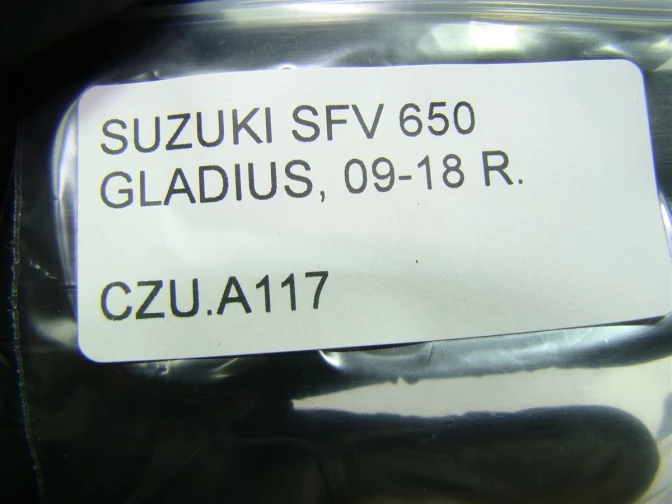 SUZUKI SFV 650
GLADIUS, 09-18 R.
CZU.A117